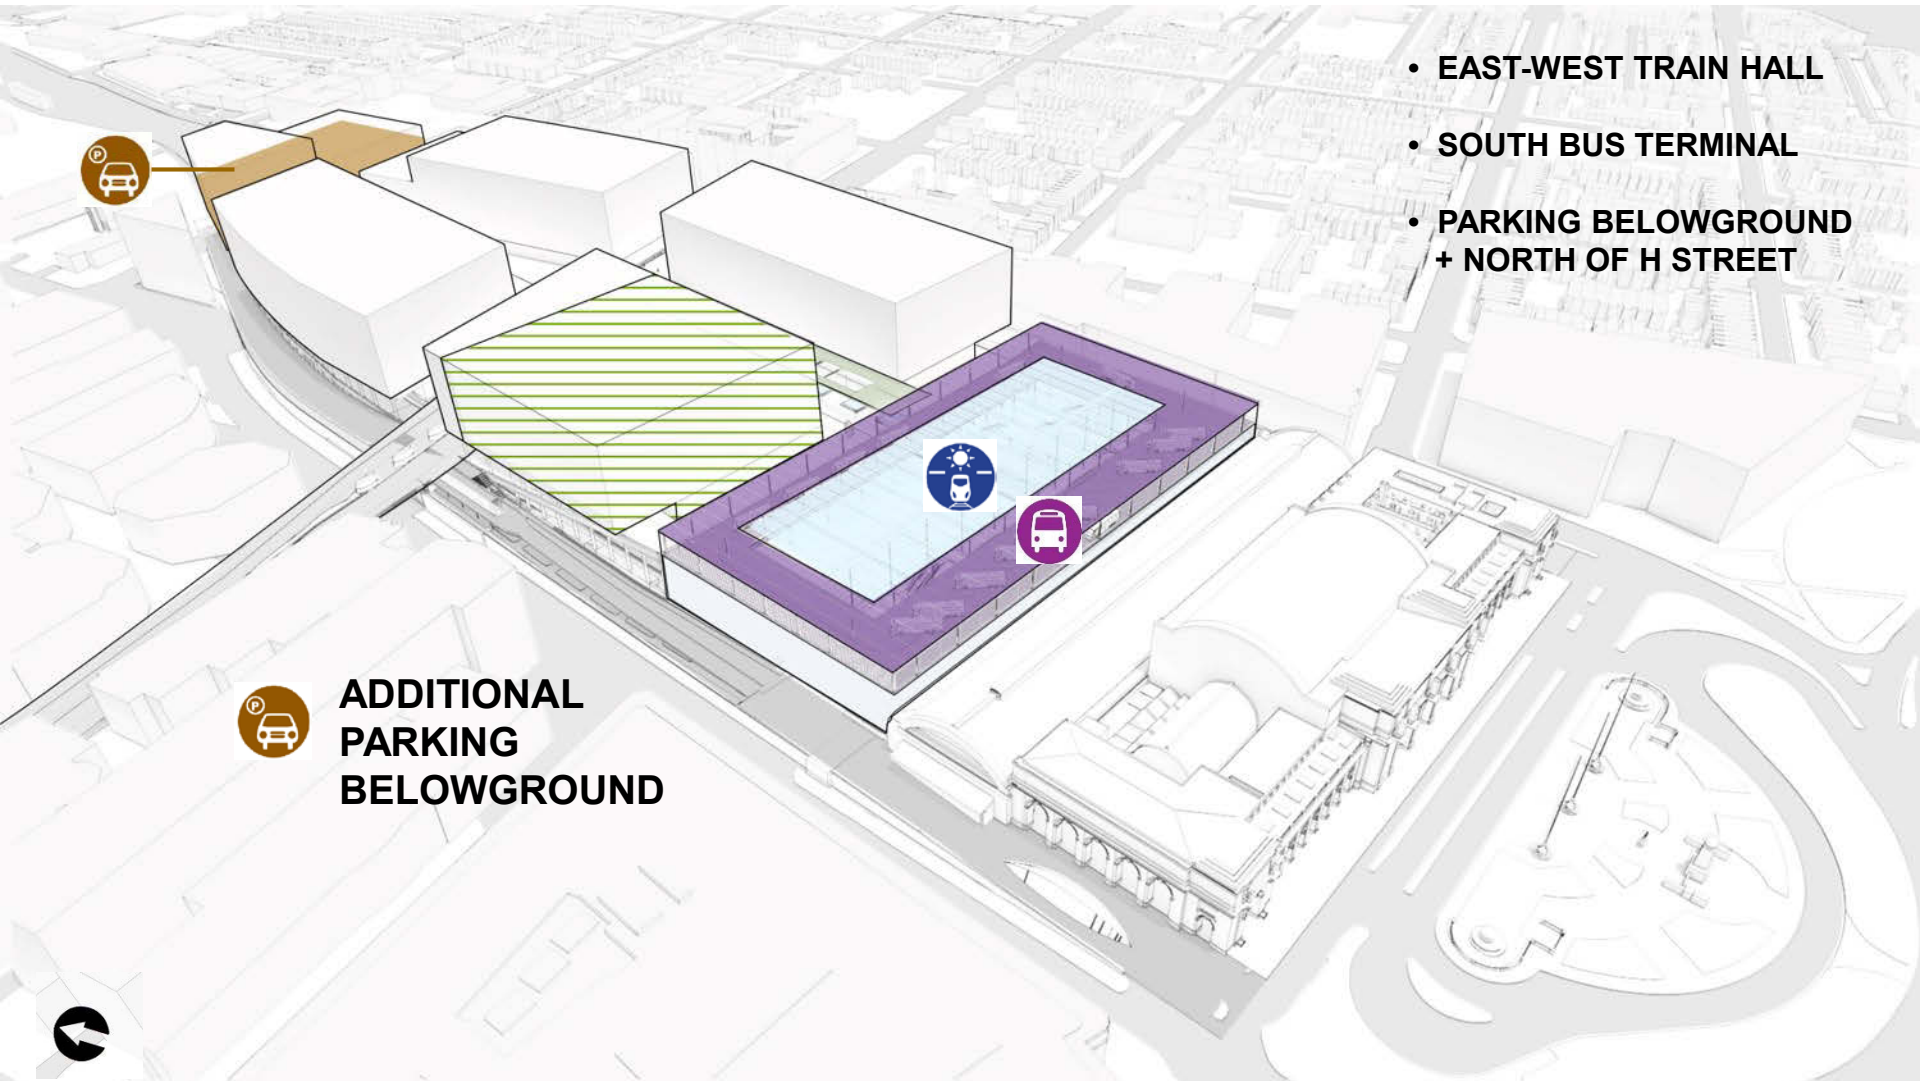 • EAST-WEST TRAIN HALL
• SOUTH BUS TERMINAL
• PARKING BELOWGROUND
+ NORTH OF H STREET
P
P
ADDITIONAL
PARKING
BELOWGROUND